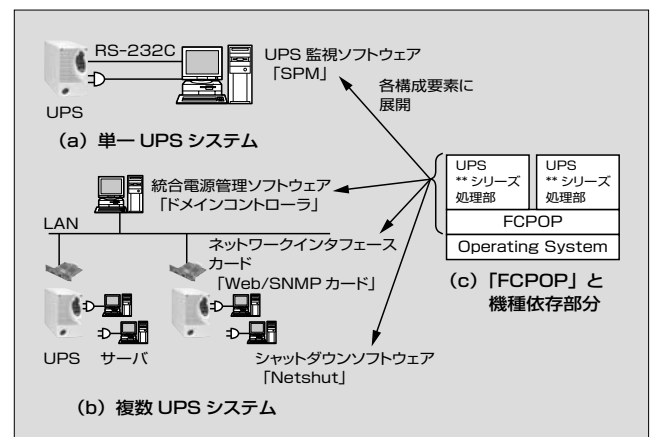 RS-232C
UPS
UPS 監視ソフトウェア
「SPM」
(a) 単一 UPS システム
各構成要素に
展開
統合電源管理ソフトウェア
「ドメインコントローラ」
LAN
ネットワークインタフェース
カード
「Web/SNMP カード」
UPS サーバ
シャットダウンソフトウェア
「Netshut」
(b) 複数 UPS システム
UPS
** シリーズ
処理部
UPS
** シリーズ
処理部
FCPOP
Operating System
(c) 「FCPOP」と
機種依存部分